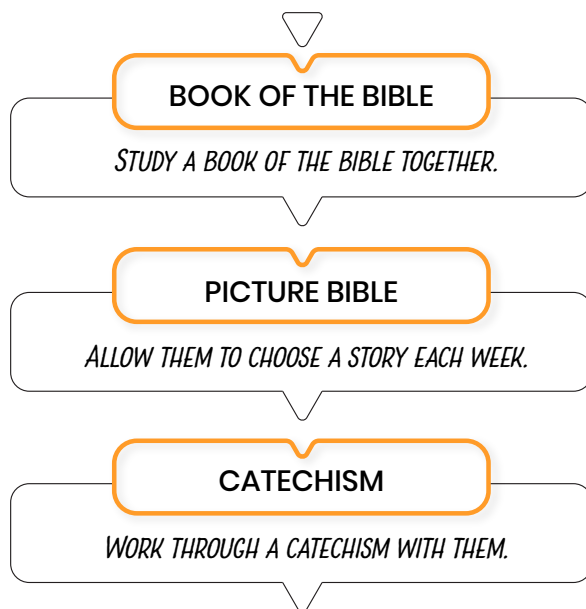 BOOK OF THE BIBLE
STUDY A BOOK OF THE BIBLE TOGETHER.
PICTURE BIBLE
ALLOW THEM TO CHOOSE A STORY EACH WEEK.
CATECHISM
WORK THROUGH A CATECHISM WITH THEM.